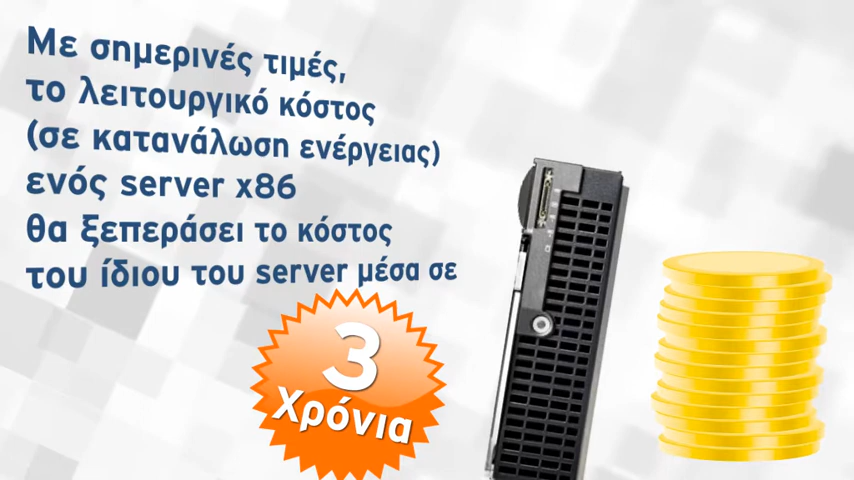 Με σημερινές τιμές,
το λειτουργικό κόστος
(σε κατανάλωση ενέργειας)
ενός server x86
θα ξεπεράσει το κόστος
του ίδιου του server μέσα σε
3
Χρόνια